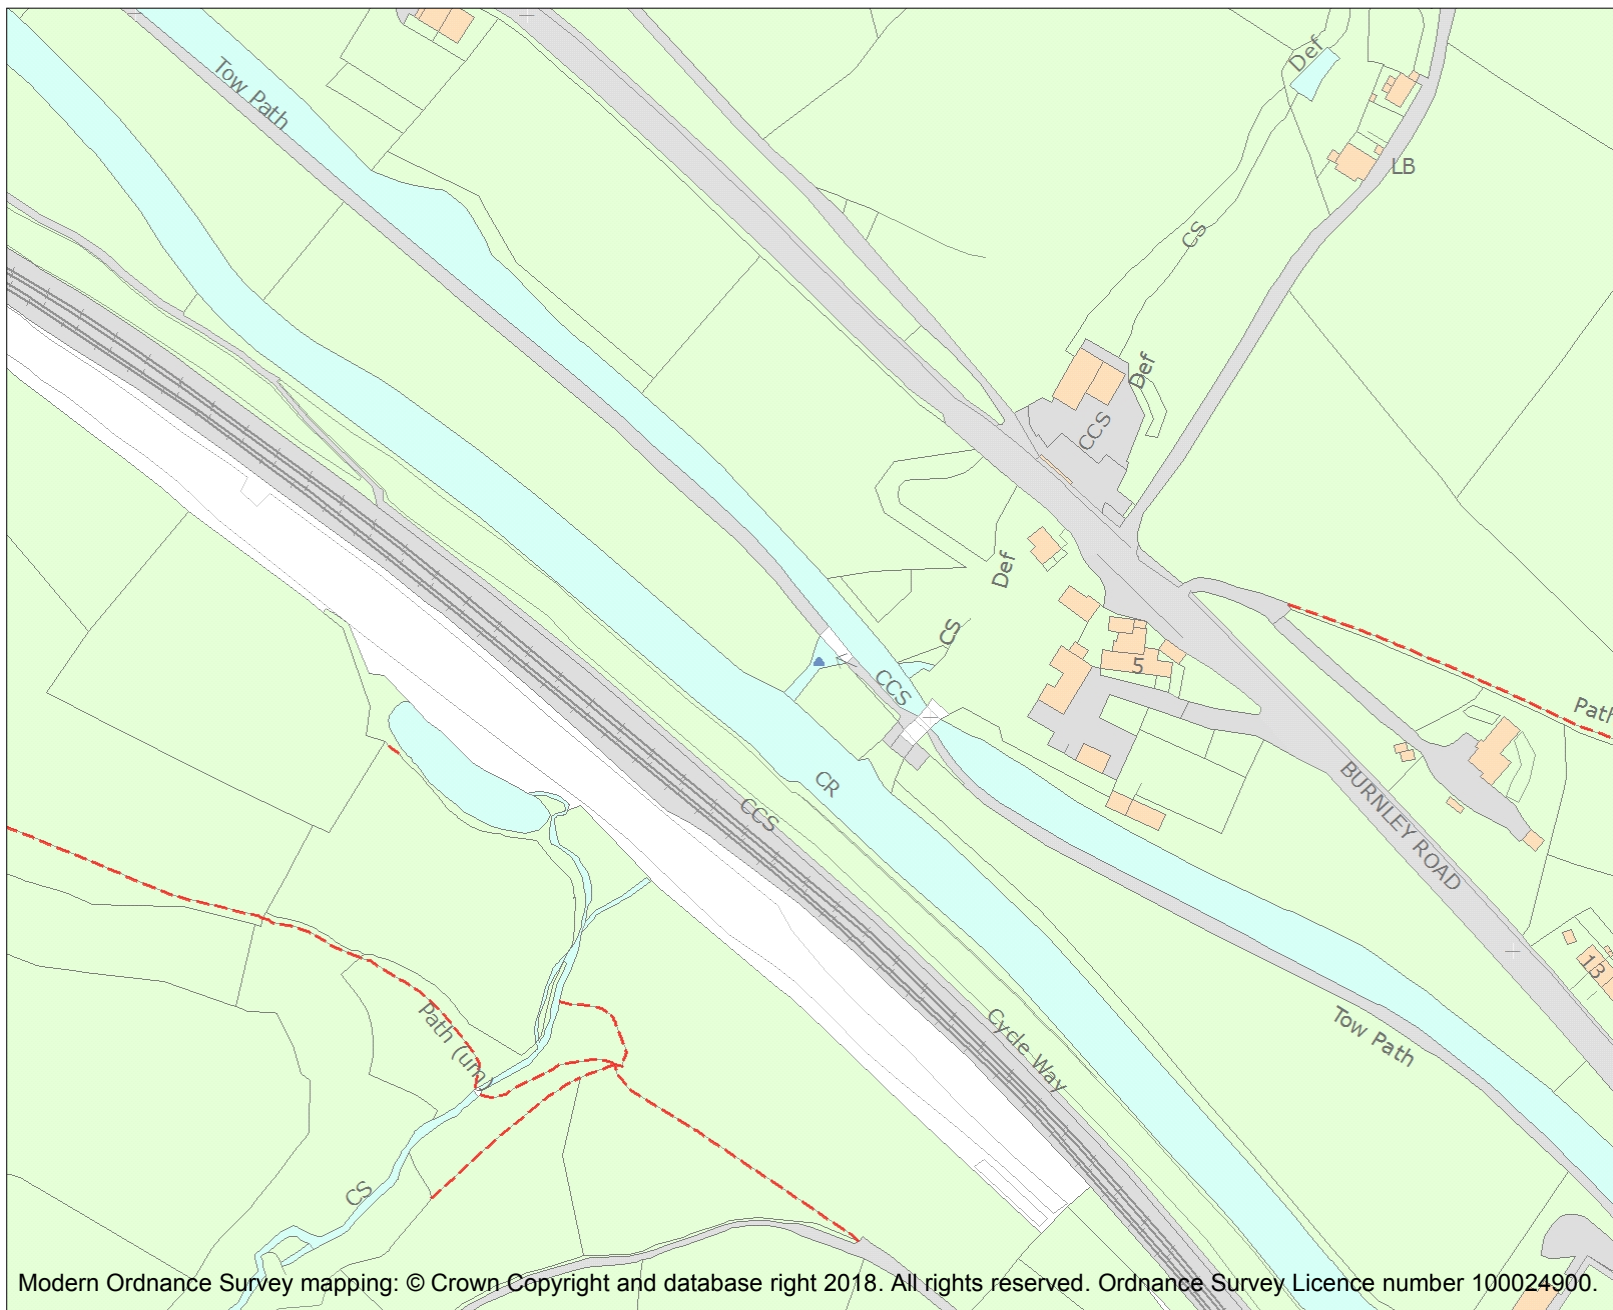 Def
Tow Path
LB
CS
Def
CCS
Def
CS
5
CCS
Path
BURNLEY ROAD
CR
CCS
13
Path (um)
Cycle Way
Tow Path
CS
Modern Ordnance Survey mapping: © Crown Copyright and database right 2018. All rights reserved. Ordnance Survey Licence number 100024900.